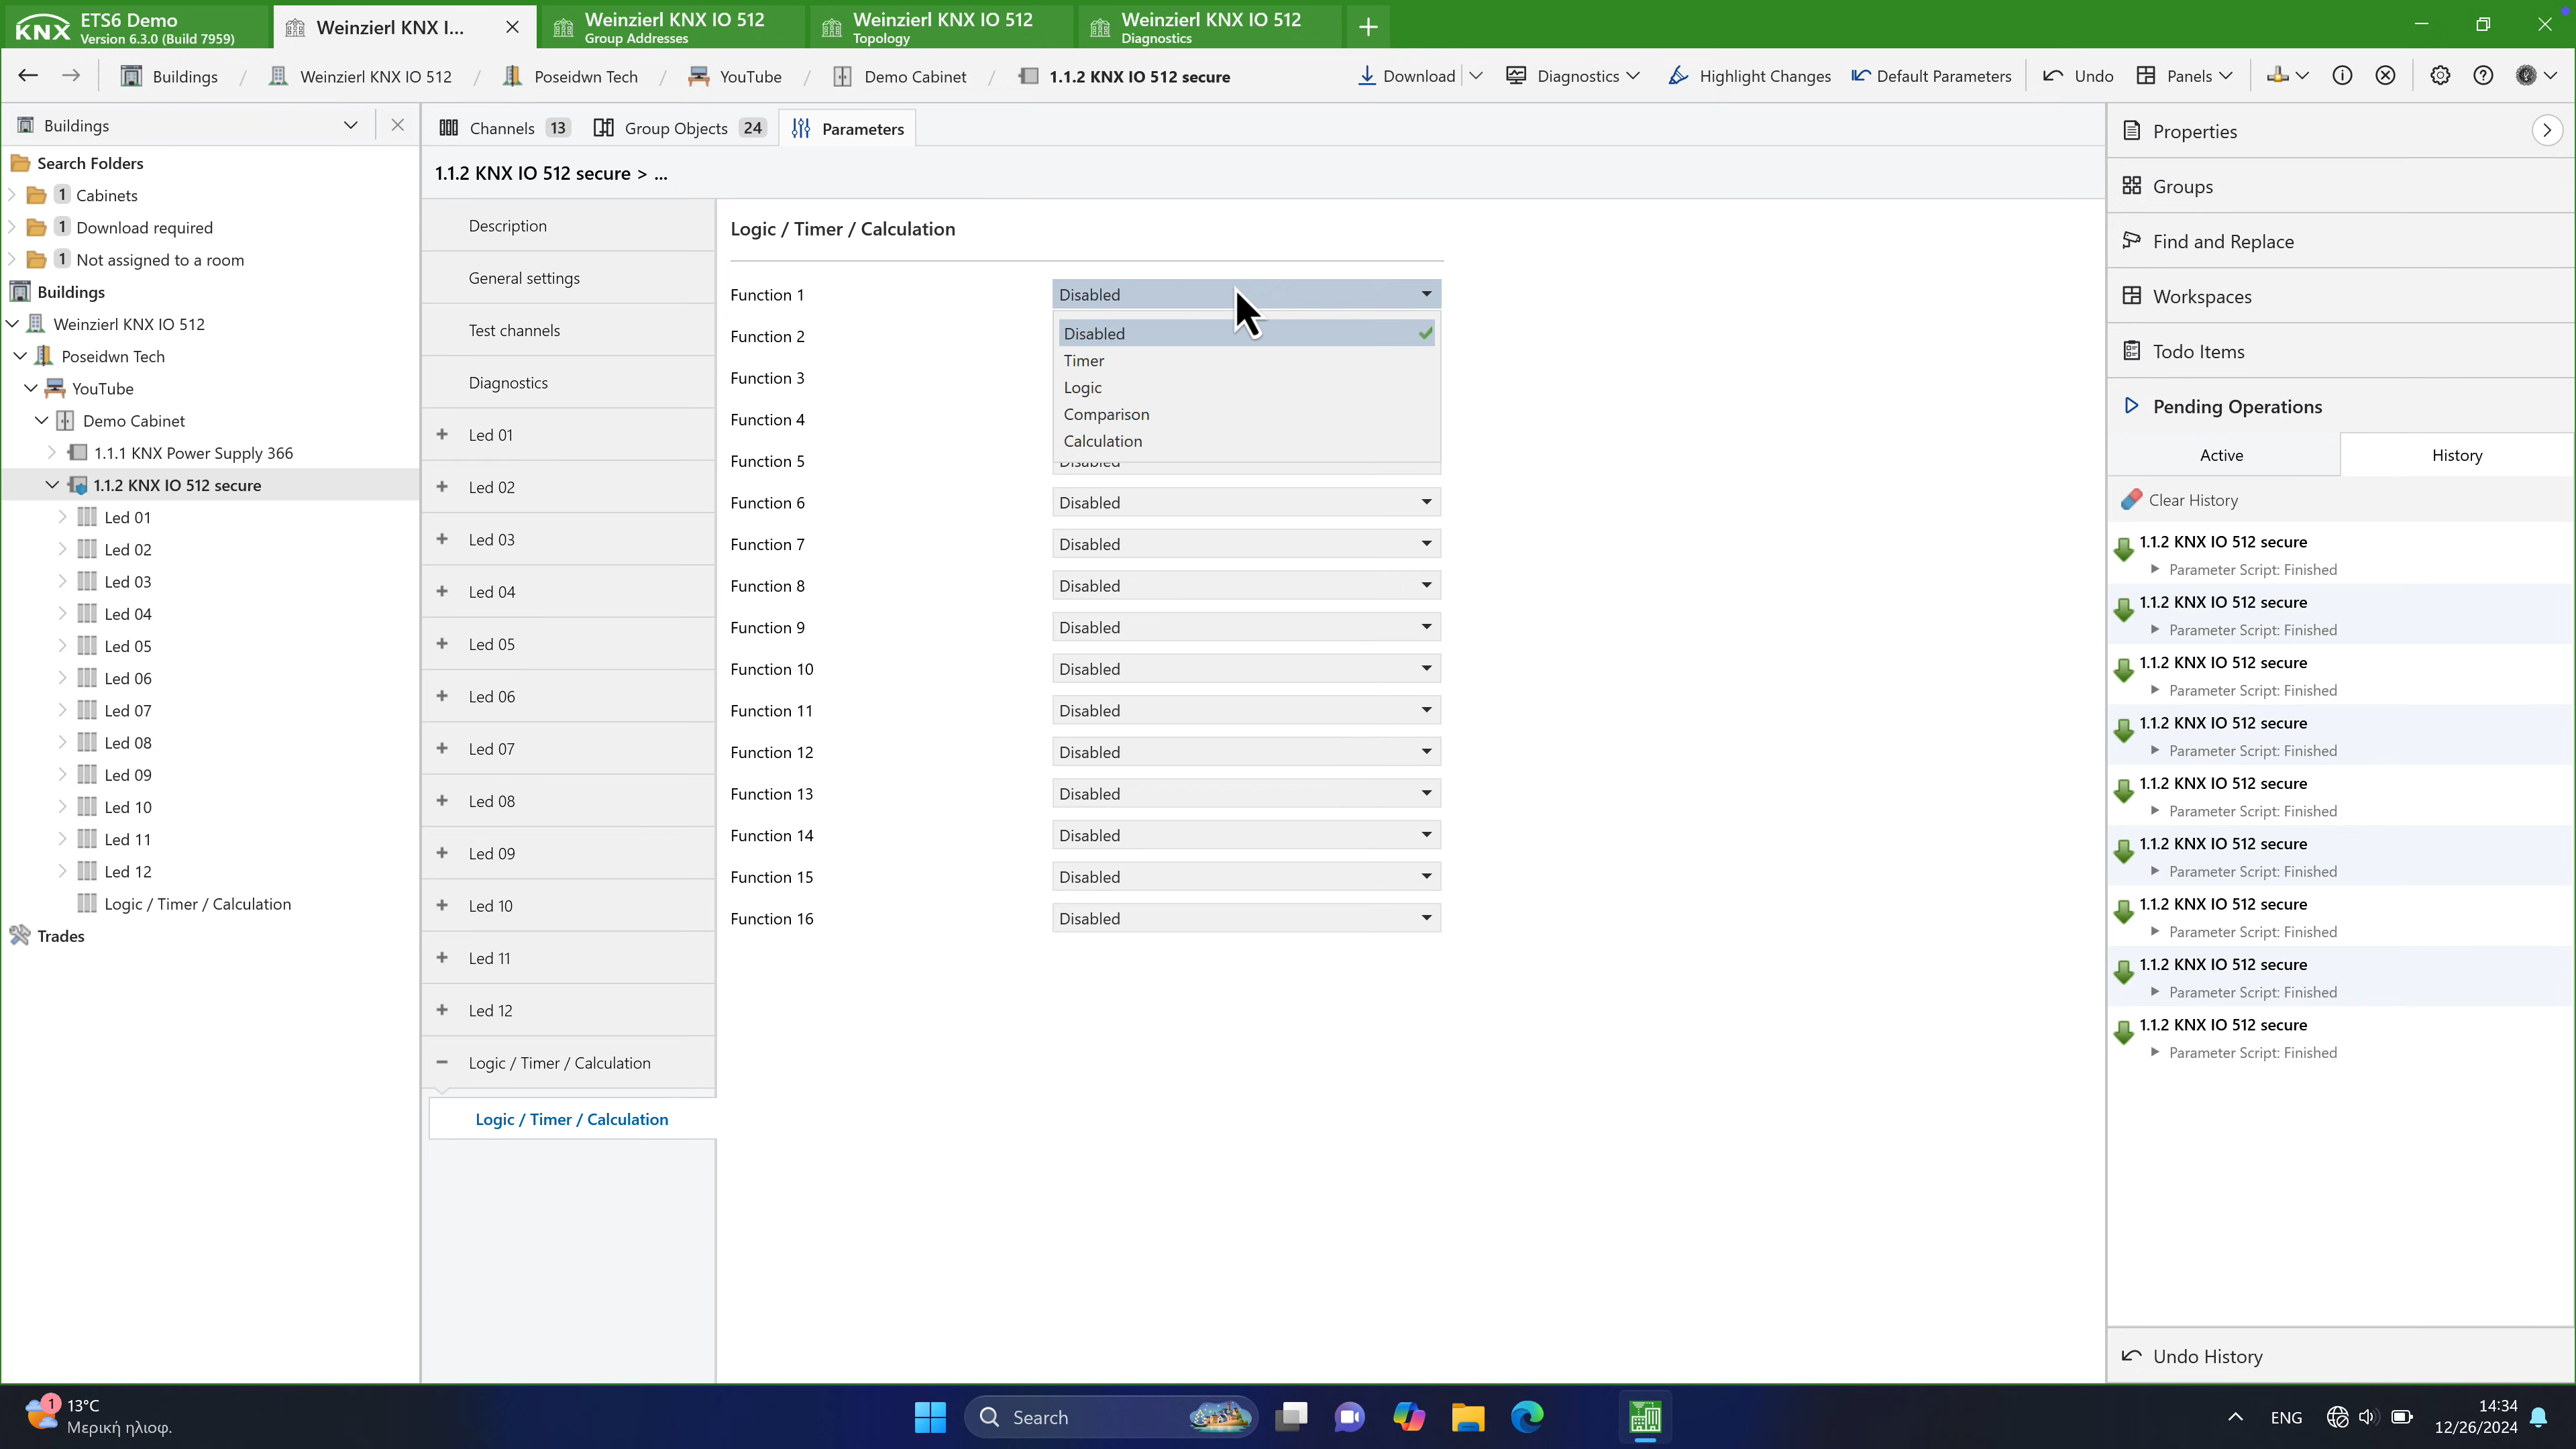 KNX
ETS6 Demo
Version 6.3.0 (Build 7959)
Weinzierl KNX I...
Weinzierl KNX IO 512
Group Addresses
Weinzierl KNX IO 512
Topology
Weinzierl KNX IO 512
Diagnostics
Buildings / Weinzierl KNX IO 512 / Poseidwn Tech / YouTube / Demo Cabinet / 1.1.2 KNX IO 512 secure
Download
Diagnostics
Highlight Changes
Default Parameters
Undo
Panels
Buildings
Search Folders
1 Cabinets
1 Download required
1 Not assigned to a room
Buildings
Weinzierl KNX IO 512
Poseidwn Tech
YouTube
Demo Cabinet
1.1.1 KNX Power Supply 366
1.1.2 KNX IO 512 secure
Led 01
Led 02
Led 03
Led 04
Led 05
Led 06
Led 07
Led 08
Led 09
Led 10
Led 11
Led 12
Logic / Timer / Calculation
Trades
Channels 13
Group Objects 24
Parameters
1.1.2 KNX IO 512 secure > ...
Description
General settings
Test channels
Diagnostics
+ Led 01
+ Led 02
+ Led 03
+ Led 04
+ Led 05
+ Led 06
+ Led 07
+ Led 08
+ Led 09
+ Led 10
+ Led 11
+ Led 12
− Logic / Timer / Calculation
Logic / Timer / Calculation
Logic / Timer / Calculation
Function 1 Disabled
Disabled
Timer
Logic
Comparison
Calculation
Function 2
Function 3
Function 4
Function 5 Disabled
Function 6 Disabled
Function 7 Disabled
Function 8 Disabled
Function 9 Disabled
Function 10 Disabled
Function 11 Disabled
Function 12 Disabled
Function 13 Disabled
Function 14 Disabled
Function 15 Disabled
Function 16 Disabled
Properties
Groups
Find and Replace
Workspaces
Todo Items
Pending Operations
Active
History
Clear History
1.1.2 KNX IO 512 secure
Parameter Script: Finished
1.1.2 KNX IO 512 secure
Parameter Script: Finished
1.1.2 KNX IO 512 secure
Parameter Script: Finished
1.1.2 KNX IO 512 secure
Parameter Script: Finished
1.1.2 KNX IO 512 secure
Parameter Script: Finished
1.1.2 KNX IO 512 secure
Parameter Script: Finished
1.1.2 KNX IO 512 secure
Parameter Script: Finished
1.1.2 KNX IO 512 secure
Parameter Script: Finished
1.1.2 KNX IO 512 secure
Parameter Script: Finished
Undo History
1
13°C
Μερική ηλιοφ.
Search
ENG
14:34
12/26/2024